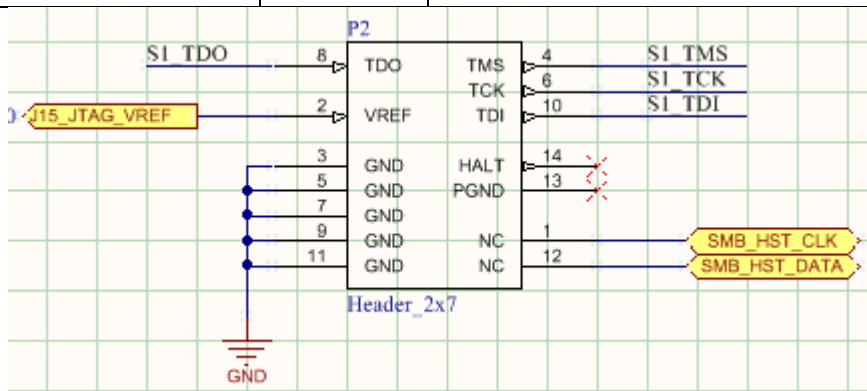 P2
S1_TDO 8 TDO TMS 4 S1_TMS
TCK 6 S1_TCK
J15_JTAG_VREF 2 VREF TDI 10 S1_TDI
3 GND HALT 14
5 GND PGND 13
7 GND
9 GND NC 1 SMB_HST_CLK
11 GND NC 12 SMB_HST_DATA
Header_2x7
GND